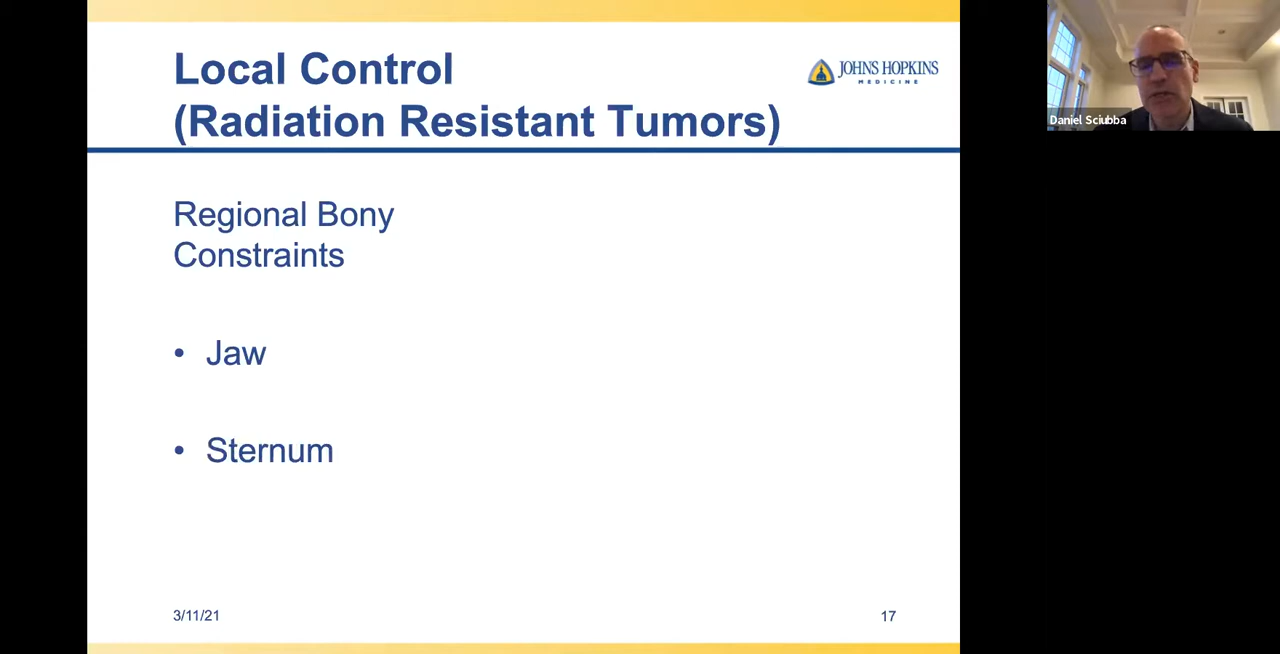 Local Control
(Radiation Resistant Tumors)
JOHNS HOPKINS
MEDICINE
Daniel Sciubba
Regional Bony
Constraints
• Jaw
• Sternum
3/11/21
17